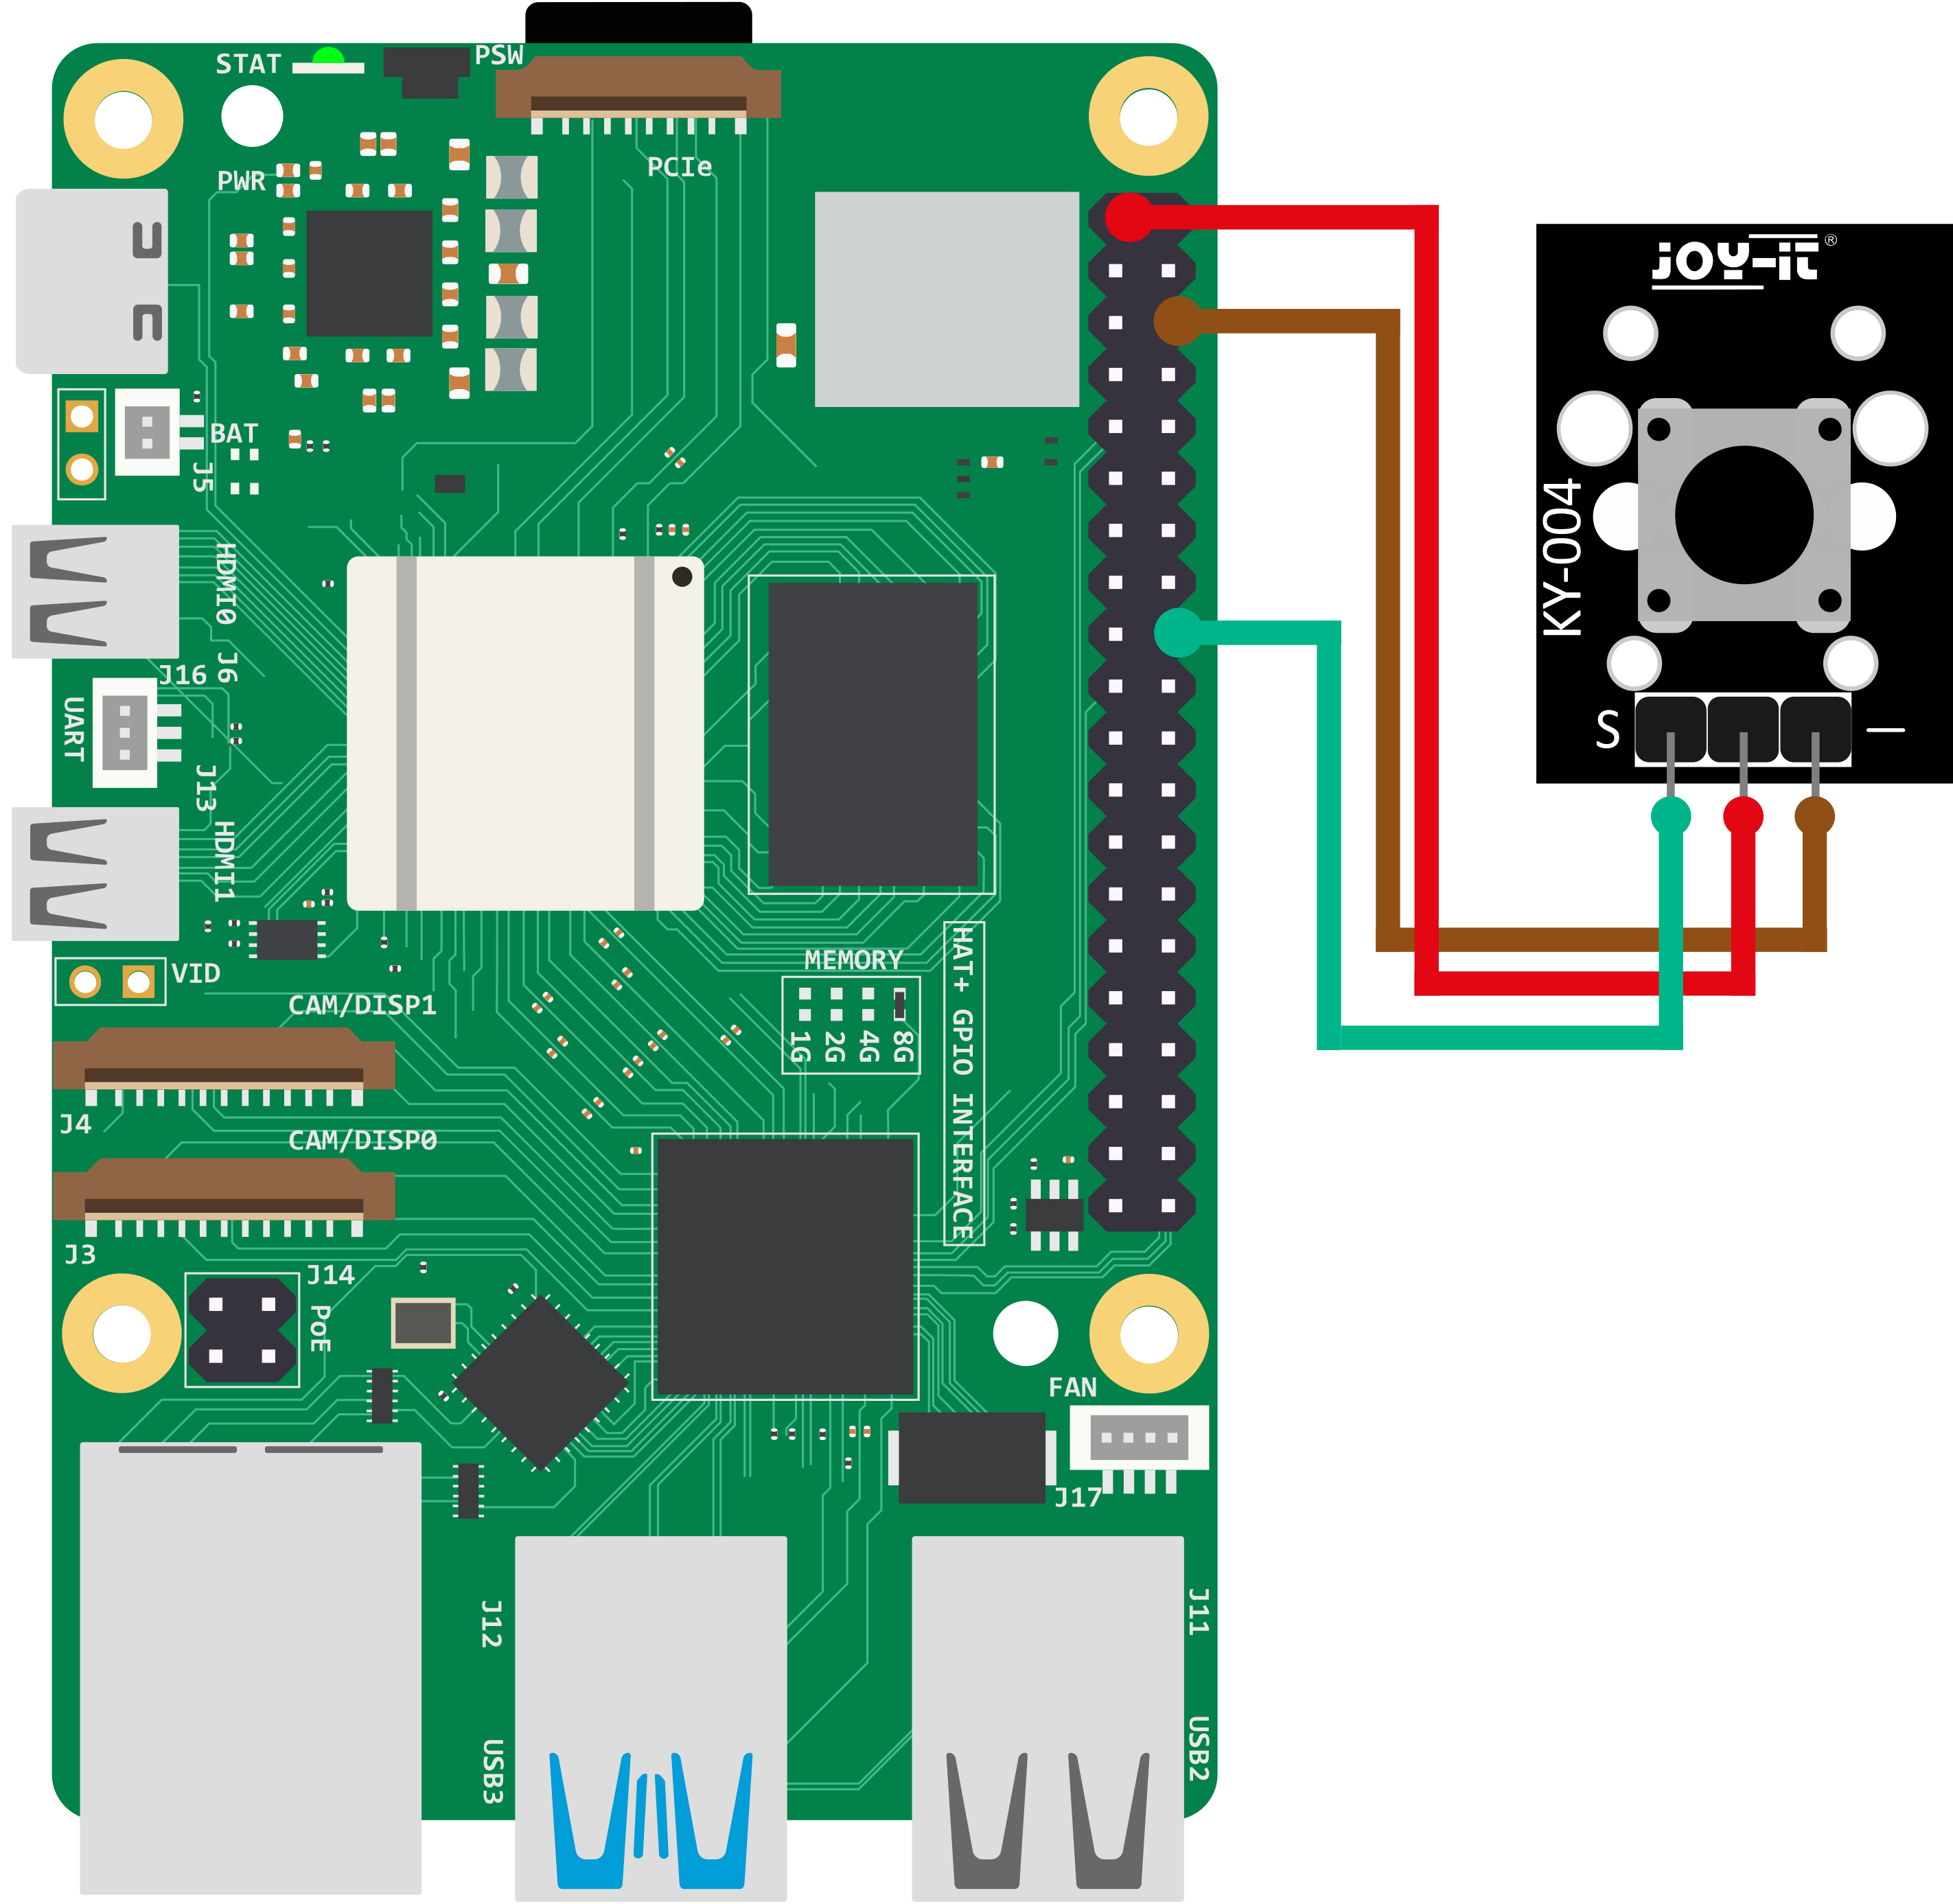 STAT
PSW
PCIe
PWR
joy-it®
BAT
J5
KY-004
HDMI0
J6
J16
UART
S
—
J13
HDMI1
MEMORY
VID
CAM/DISP1
1G
2G
4G
8G
HAT+ GPIO INTERFACE
J4
CAM/DISP0
J3
J14
PoE
FAN
J17
J12
J11
USB3
USB2